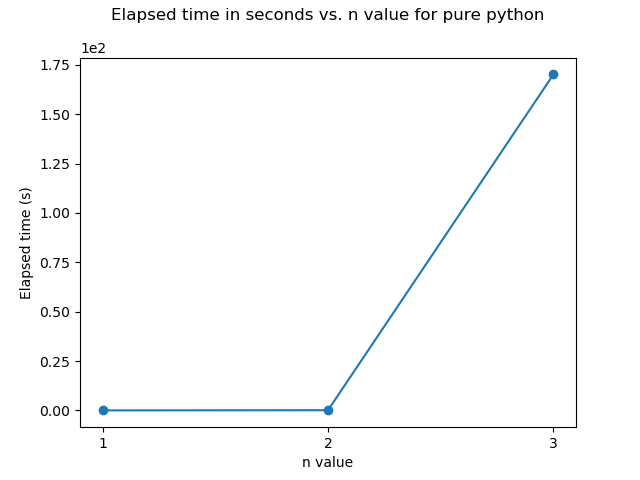 Elapsed time in seconds vs. n value for pure python
1e2
1.75
1.50
1.25
1.00
0.75
0.50
0.25
0.00
Elapsed time (s)
1 2 3
n value